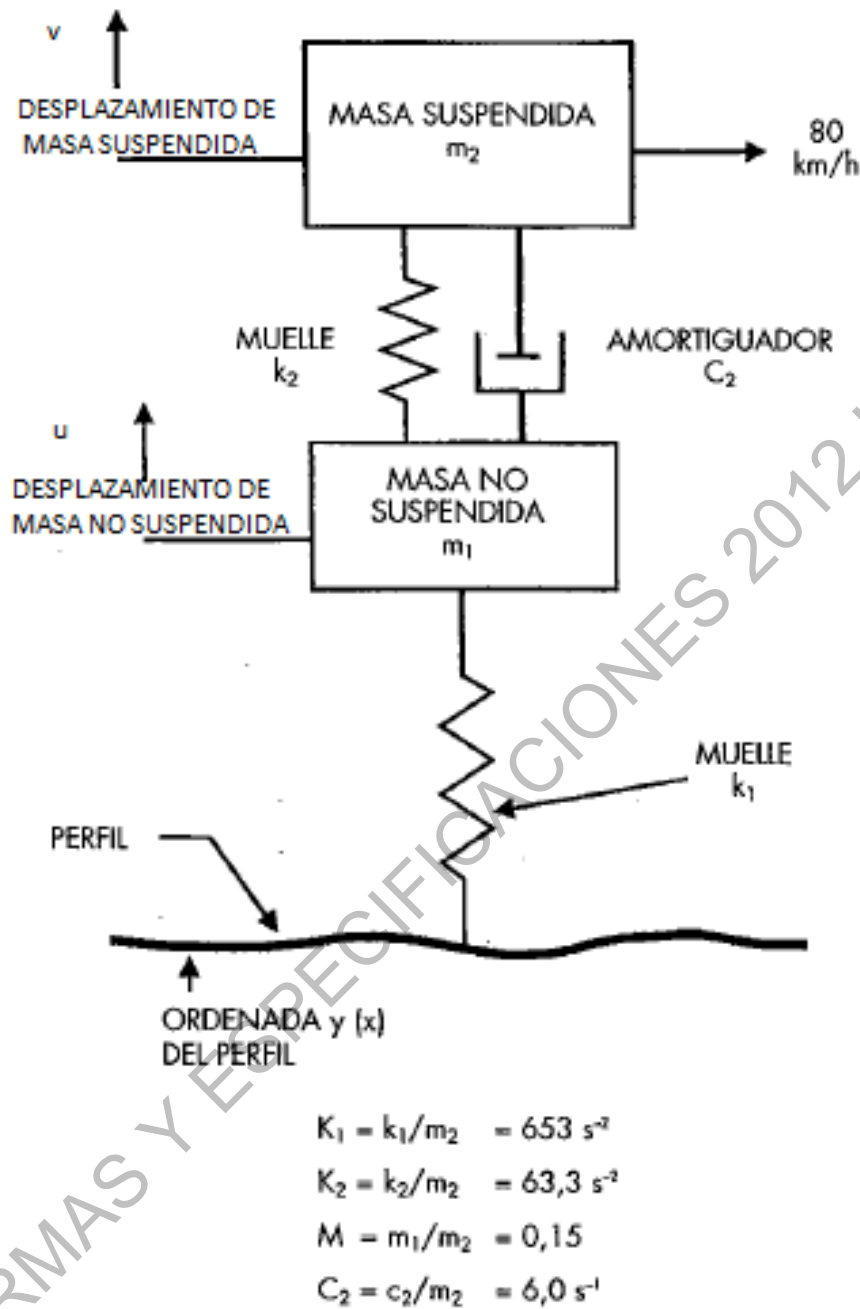 v
DESPLAZAMIENTO DE
MASA SUSPENDIDA
MASA SUSPENDIDA
m₂
80
km/h
MUELLE
k₂
AMORTIGUADOR
C₂
u
DESPLAZAMIENTO DE
MASA NO SUSPENDIDA
MASA NO
SUSPENDIDA
m₁
MUELLE
k₁
PERFIL
ORDENADA y (x)
DEL PERFIL
K₁ = k₁/m₂ = 653 s⁻²
K₂ = k₂/m₂ = 63,3 s⁻²
M = m₁/m₂ = 0,15
C₂ = c₂/m₂ = 6,0 s⁻¹
Y ESPECIFICACIONES 2012